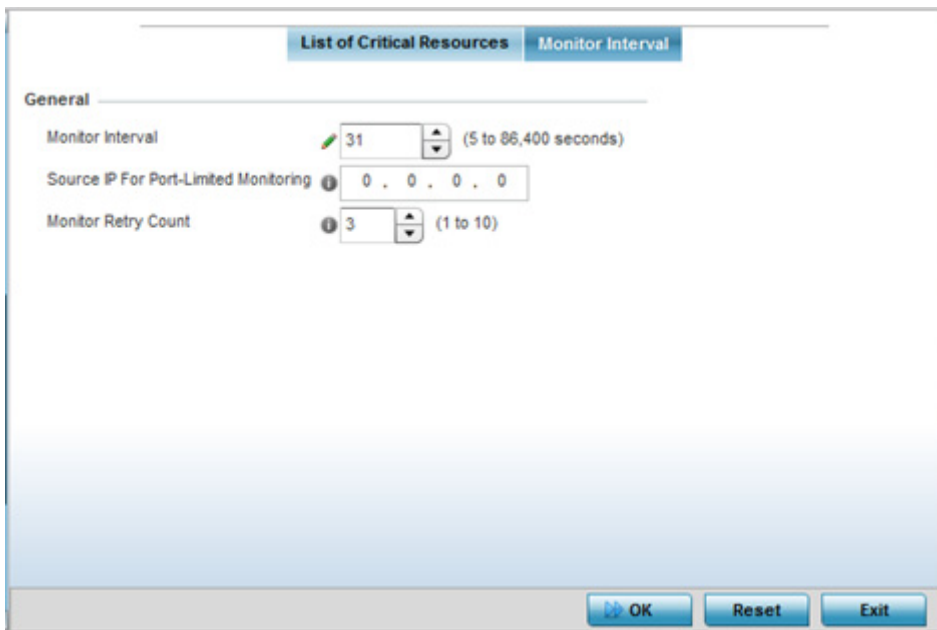 List of Critical Resources Monitor Interval
General
Monitor Interval 31 (5 to 86,400 seconds)
Source IP For Port-Limited Monitoring 0 . 0 . 0 . 0
Monitor Retry Count 3 (1 to 10)
OK Reset Exit